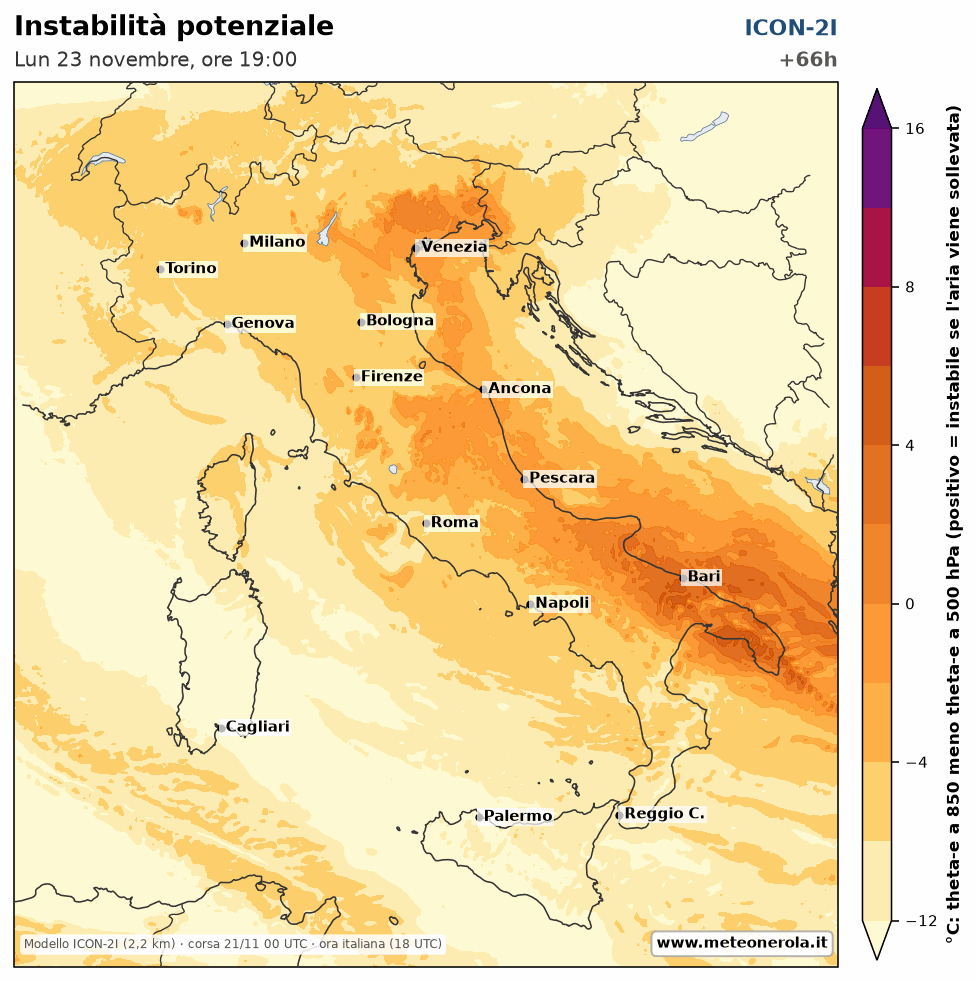 Instabilità potenziale
ICON-2I
Lun 23 novembre, ore 19:00
+66h
Milano
Venezia
Torino
Genova
Bologna
Firenze
Ancona
Pescara
Roma
Bari
Napoli
Cagliari
Palermo
Reggio C.
Modello ICON-2I (2,2 km) · corsa 21/11 00 UTC · ora italiana (18 UTC)
www.meteonerola.it
16
8
4
0
−4
−12
°C: theta-e a 850 meno theta-e a 500 hPa (positivo = instabile se l'aria viene sollevata)